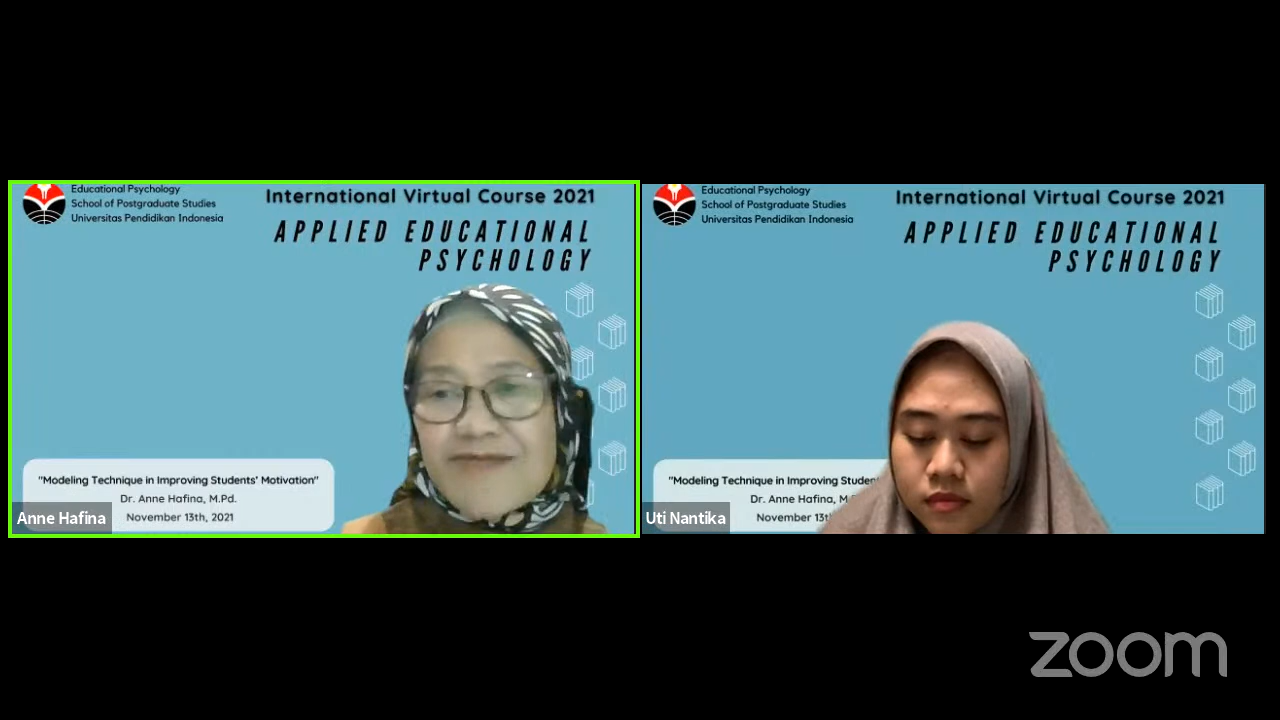 Educational Psychology
School of Postgraduate Studies
Universitas Pendidikan Indonesia
International Virtual Course 2021
APPLIED EDUCATIONAL
PSYCHOLOGY
"Modeling Technique in Improving Students' Motivation"
Dr. Anne Hafina, M.Pd.
November 13th, 2021
Anne Hafina
Educational Psychology
School of Postgraduate Studies
Universitas Pendidikan Indonesia
International Virtual Course 2021
APPLIED EDUCATIONAL
PSYCHOLOGY
"Modeling Technique in Improving Studen
Dr. Anne Hafina, M.
November 13th
Uti Nantika
zoom